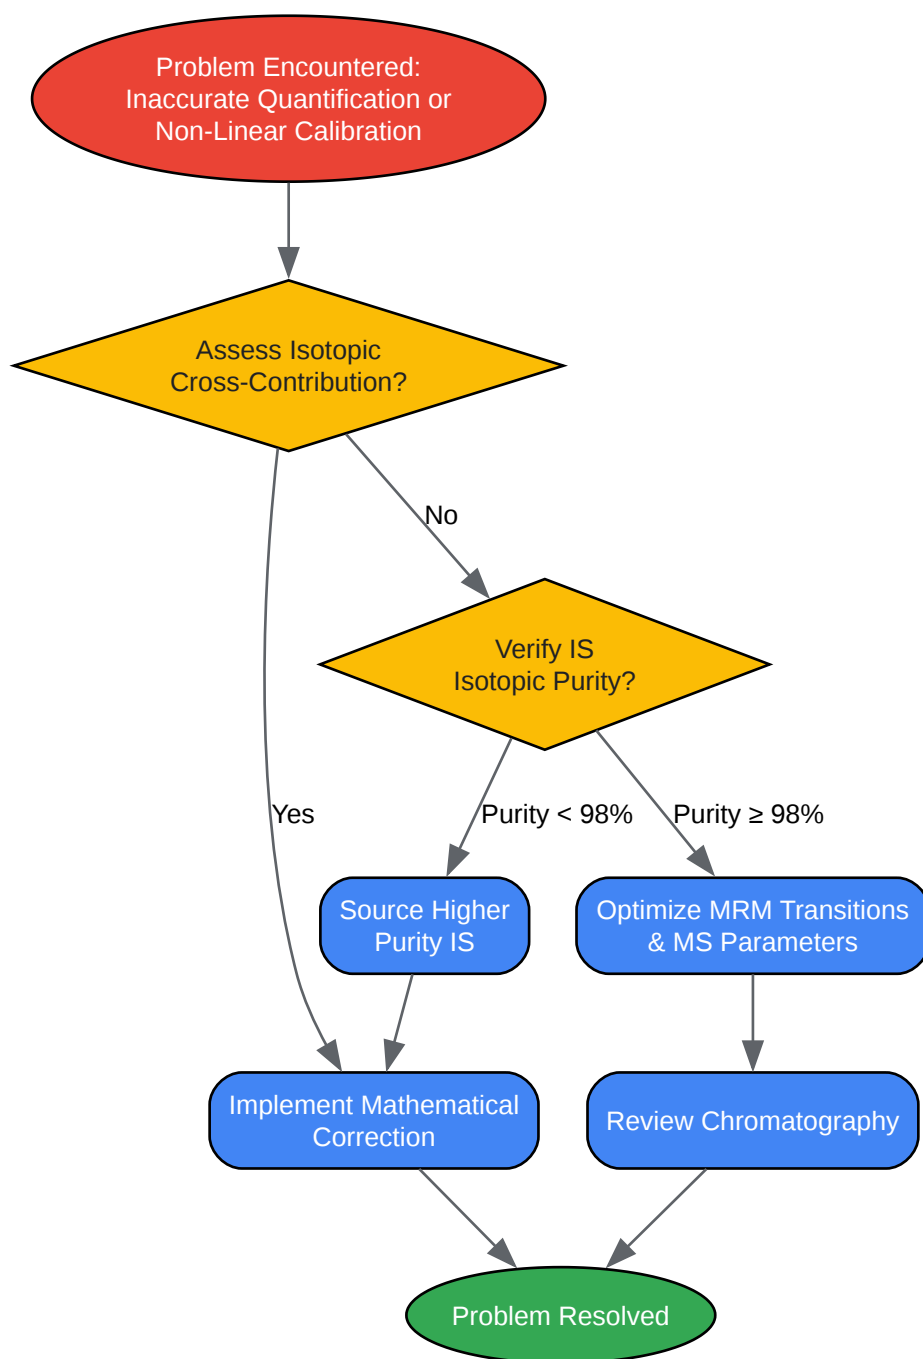 Problem Encountered:
Inaccurate Quantification or
Non-Linear Calibration
Assess Isotopic
Cross-Contribution?
No
Verify IS
Isotopic Purity?
Yes
Purity < 98%
Purity ≥ 98%
Source Higher
Purity IS
Optimize MRM Transitions
& MS Parameters
Implement Mathematical
Correction
Review Chromatography
Problem Resolved